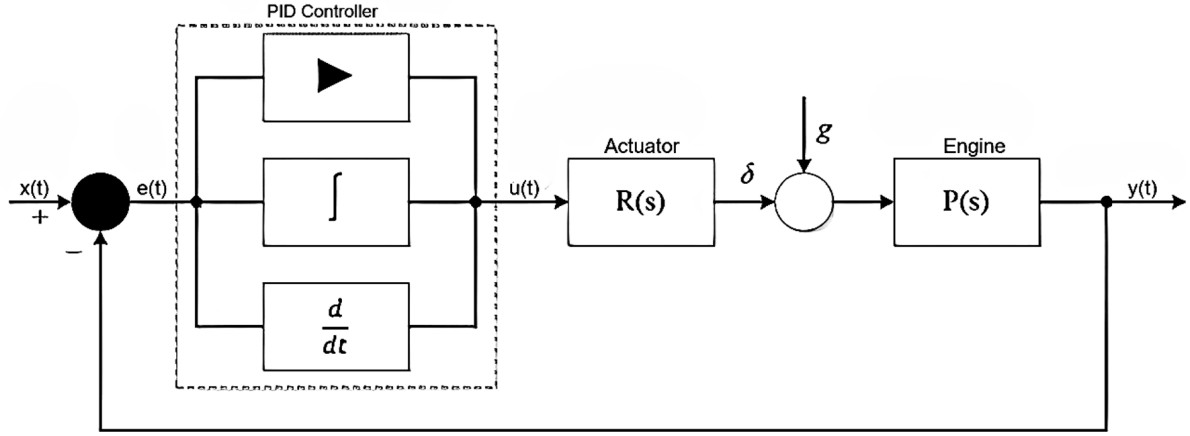 PID Controller
x(t)
+
−
e(t)
∫
d
dt
u(t)
Actuator
R(s)
δ
g
Engine
P(s)
y(t)